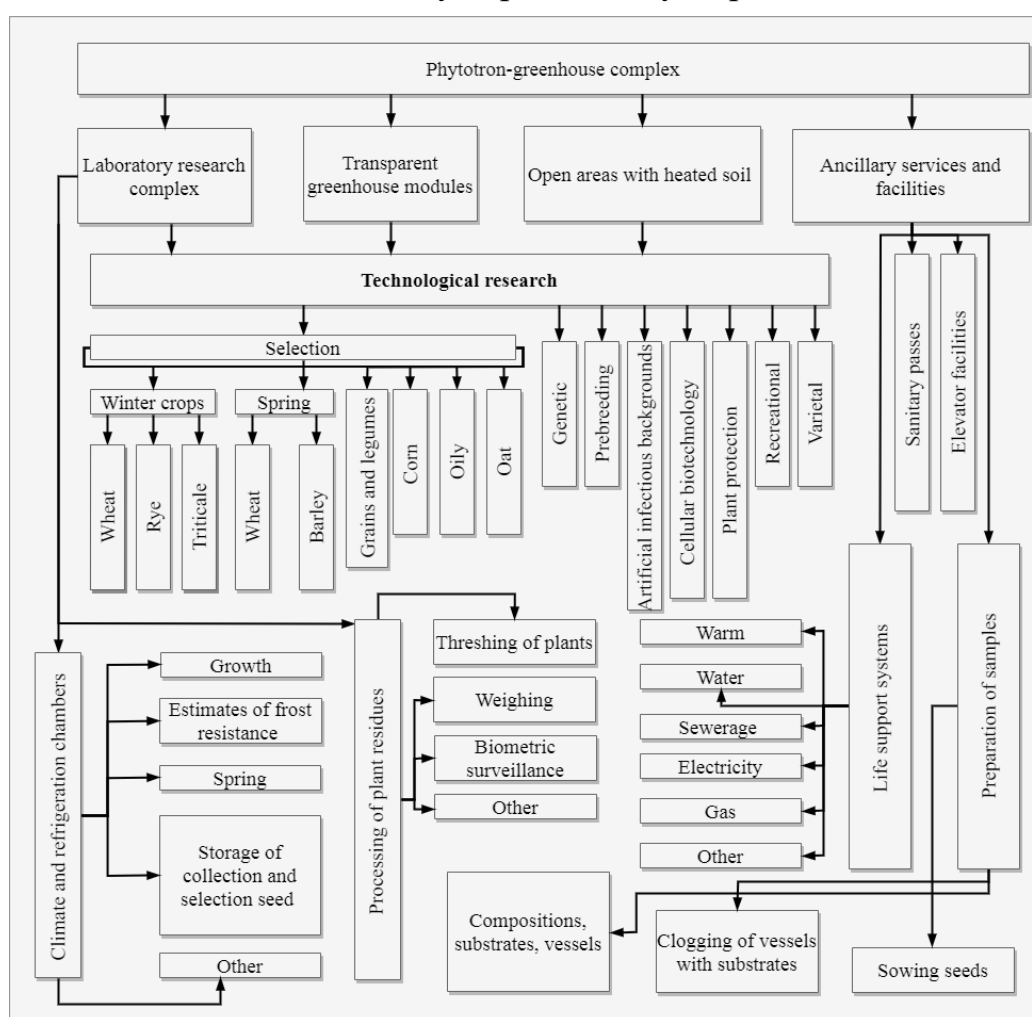 Phytotron-greenhouse complex
Laboratory research
complex
Transparent
greenhouse modules
Open areas with heated soil
Ancillary services and
facilities
Technological research
Selection
Winter crops
Spring
Wheat
Rye
Triticale
Wheat
Barley
Grains and legumes
Corn
Oily
Oat
Genetic
Prebreeding
Artificial infectious backgrounds
Cellular biotechnology
Plant protection
Recreational
Varietal
Sanitary passes
Elevator facilities
Climate and refrigeration chambers
Growth
Estimates of frost
resistance
Spring
Storage of
collection and
selection seed
Other
Processing of plant residues
Threshing of plants
Weighing
Biometric
surveillance
Other
Warm
Water
Sewerage
Electricity
Gas
Other
Life support systems
Preparation of samples
Compositions,
substrates, vessels
Clogging of vessels
with substrates
Sowing seeds